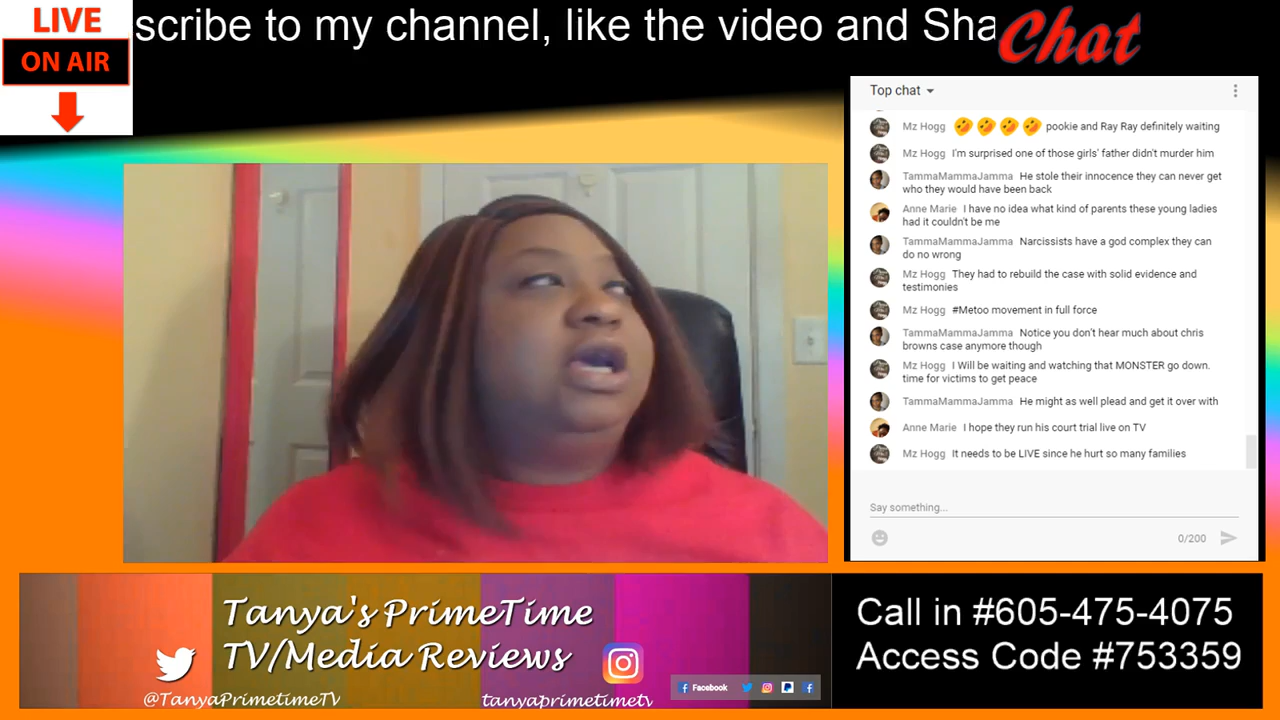 LIVE
ON AIR
scribe to my channel, like the video and Sha
Chat
Top chat
Mz Hogg pookie and Ray Ray definitely waiting
Mz Hogg I'm surprised one of those girls' father didn't murder him
TammaMammaJamma He stole their innocence they can never get
who they would have been back
Anne Marie I have no idea what kind of parents these young ladies
had it couldn't be me
TammaMammaJamma Narcissists have a god complex they can
do no wrong
Mz Hogg They had to rebuild the case with solid evidence and
testimonies
Mz Hogg #Metoo movement in full force
TammaMammaJamma Notice you don't hear much about chris
browns case anymore though
Mz Hogg I Will be waiting and watching that MONSTER go down.
time for victims to get peace
TammaMammaJamma He might as well plead and get it over with
Anne Marie I hope they run his court trial live on TV
Mz Hogg It needs to be LIVE since he hurt so many families
Say something...
0/200
Tanya's PrimeTime
TV/Media Reviews
@TanyaPrimetimeTV
tanyaprimetimetv
Facebook
Call in #605-475-4075
Access Code #753359